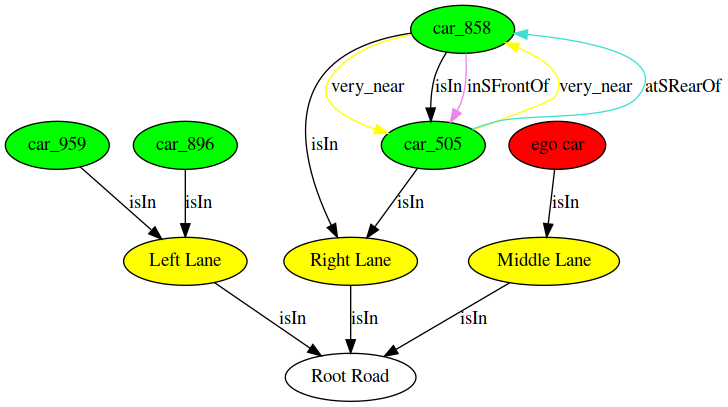 car_858
very_near
isIn
inSFrontOf
very_near
atSRearOf
isIn
car_959
car_896
car_505
ego car
isIn
isIn
isIn
isIn
Left Lane
Right Lane
Middle Lane
isIn
isIn
isIn
Root Road